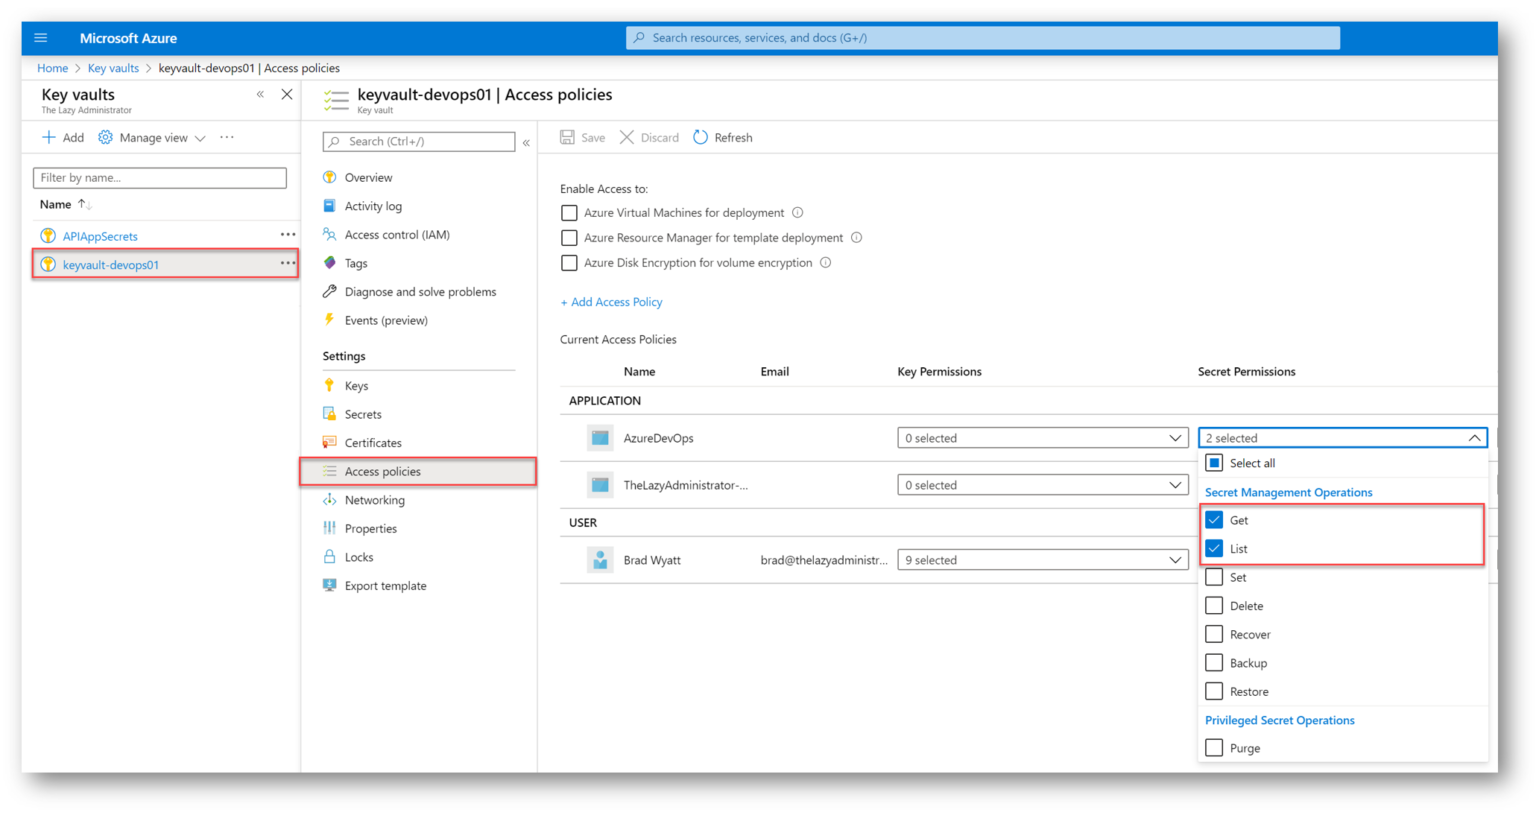 Microsoft Azure
Search resources, services, and docs (G+/)
Home > Key vaults > keyvault-devops01 | Access policies
Key vaults
The Lazy Administrator
Add Manage view
Filter by name...
Name
APIAppSecrets
keyvault-devops01
keyvault-devops01 | Access policies
Key vault
Search (Ctrl+/)
Overview
Activity log
Access control (IAM)
Tags
Diagnose and solve problems
Events (preview)
Settings
Keys
Secrets
Certificates
Access policies
Networking
Properties
Locks
Export template
Save Discard Refresh
Enable Access to:
Azure Virtual Machines for deployment
Azure Resource Manager for template deployment
Azure Disk Encryption for volume encryption
+ Add Access Policy
Current Access Policies
Name Email Key Permissions Secret Permissions
APPLICATION
AzureDevOps 0 selected 2 selected
TheLazyAdministrator-... 0 selected
USER
Brad Wyatt brad@thelazyadministr... 9 selected
Select all
Secret Management Operations
Get
List
Set
Delete
Recover
Backup
Restore
Privileged Secret Operations
Purge